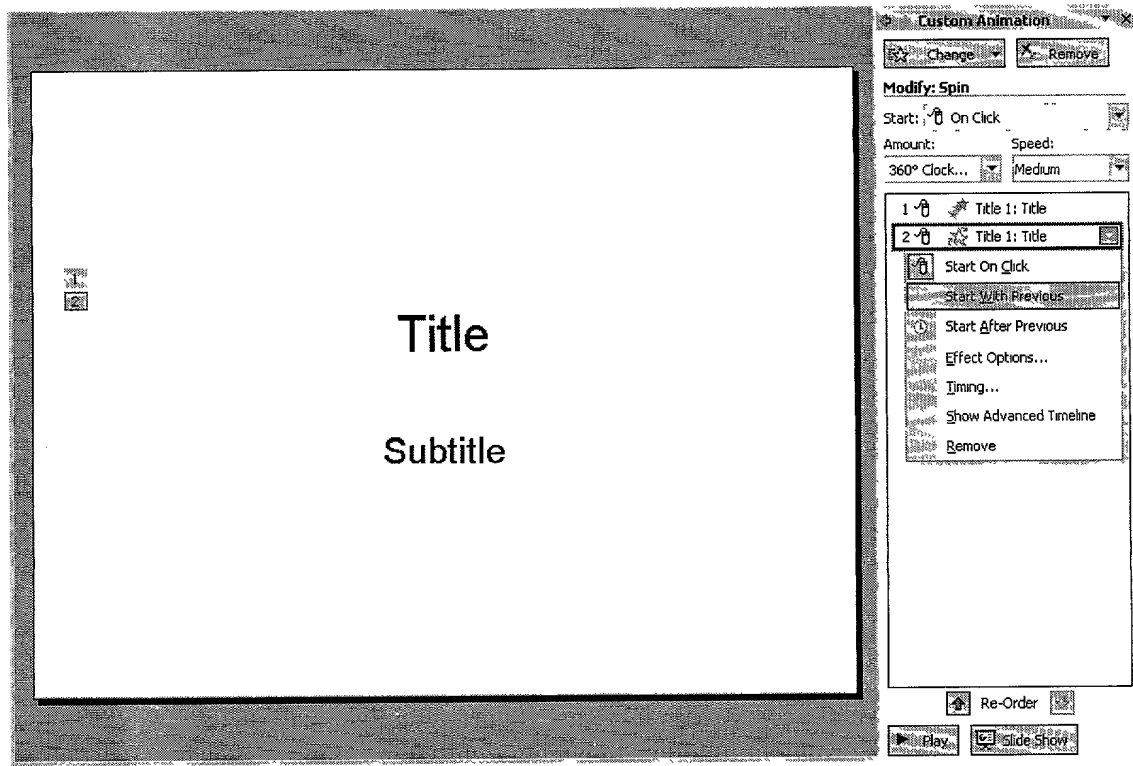 Custom Animation
Change Remove
Modify: Spin
Start: On Click
Amount: Speed:
360° Clock... Medium
1 Title 1: Title
2 Title 1: Title
Start On Click
Start With Previous
Start After Previous
Effect Options...
Timing...
Show Advanced Timeline
Remove
1
2
Title
Subtitle
Re-Order
Play Slide Show